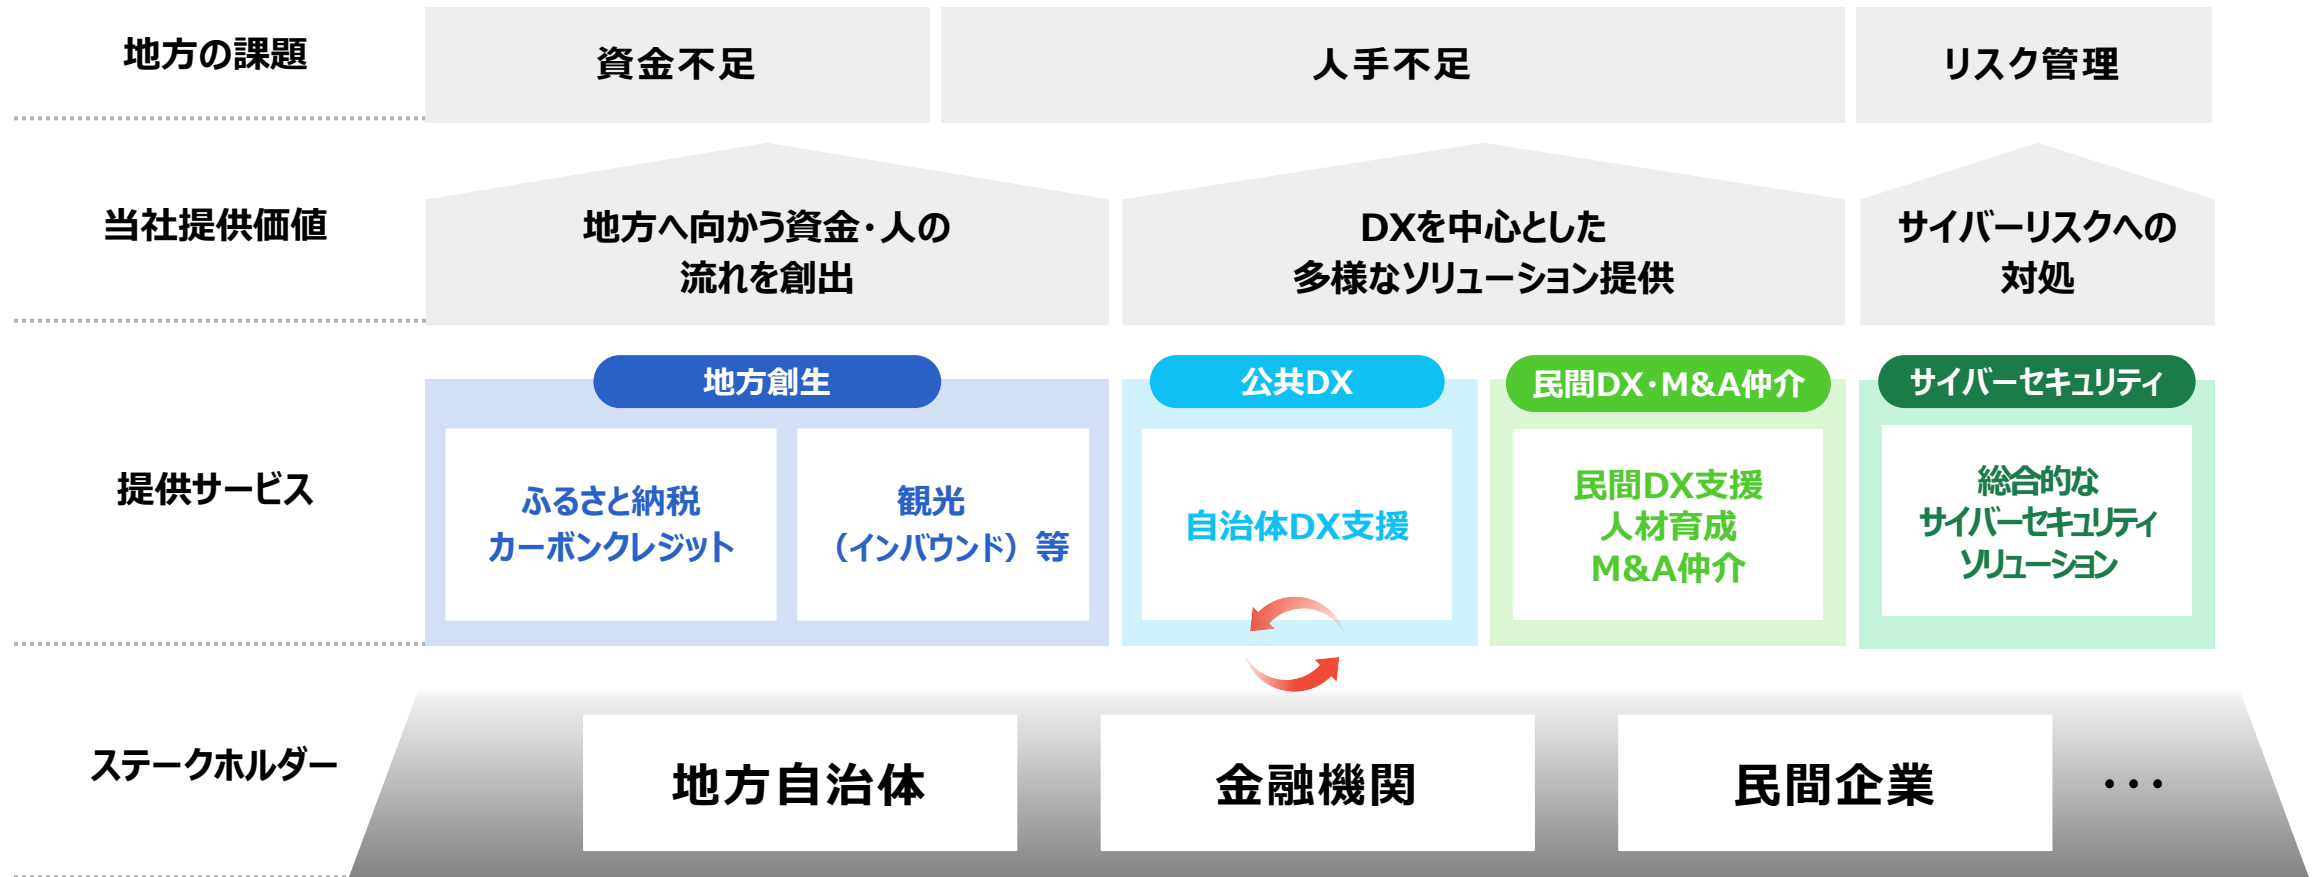 地方の課題
資金不足
人手不足
リスク管理
当社提供価値
地方へ向かう資金・人の
流れを創出
DXを中心とした
多様なソリューション提供
サイバーリスクへの
対処
提供サービス
地方創生
ふるさと納税
カーボンクレジット
観光
（インバウンド）等
公共DX
自治体DX支援
民間DX・M&A仲介
民間DX支援
人材育成
M&A仲介
サイバーセキュリティ
総合的な
サイバーセキュリティ
ソリューション
ステークホルダー
地方自治体
金融機関
民間企業
・・・